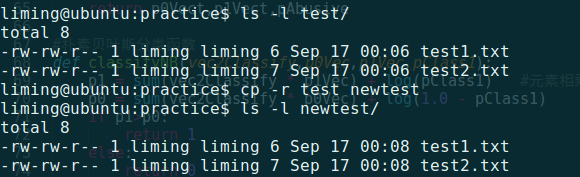 liming@ubuntu:practice$ ls -l test/
total 8
-rw-rw-r-- 1 liming liming 6 Sep 17 00:06 test1.txt
-rw-rw-r-- 1 liming liming 7 Sep 17 00:06 test2.txt
liming@ubuntu:practice$ cp -r test newtest
liming@ubuntu:practice$ ls -l newtest/
total 8
-rw-rw-r-- 1 liming liming 6 Sep 17 00:08 test1.txt
-rw-rw-r-- 1 liming liming 7 Sep 17 00:08 test2.txt